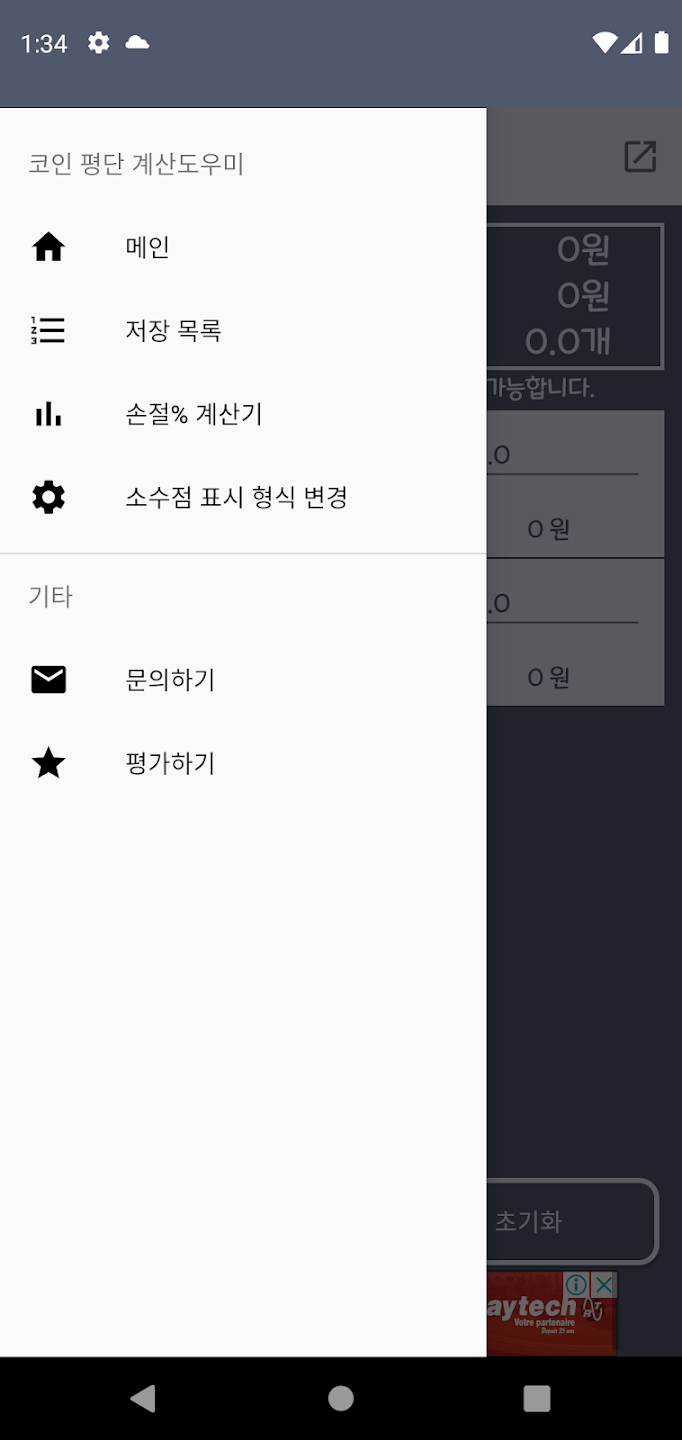 1:34
코인 평단 계산도우미
메인
저장 목록
손절% 계산기
소수점 표시 형식 변경
기타
문의하기
평가하기
0원
0원
0.0개
가능합니다.
.0
0 원
.0
0 원
초기화
aytech
Votre partenaire
Depuis 25 ans